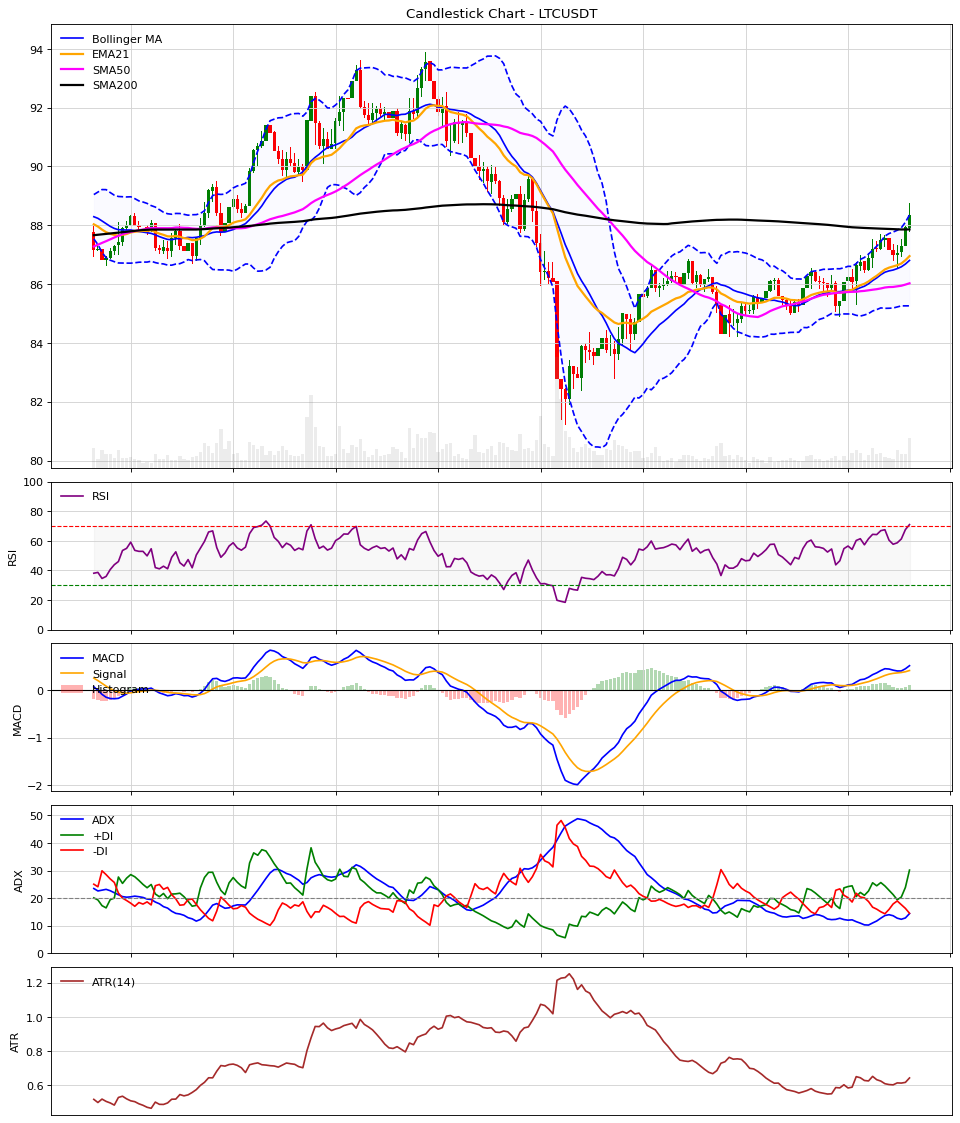 Candlestick Chart - LTCUSDT
Bollinger MA
EMA21
SMA50
SMA200
94
92
90
88
86
84
82
80
RSI
100
80
60
40
20
0
RSI
MACD
Signal
Histogram
0
−1
−2
MACD
ADX
+DI
-DI
50
40
30
20
10
0
ADX
ATR(14)
1.2
1.0
0.8
0.6
ATR